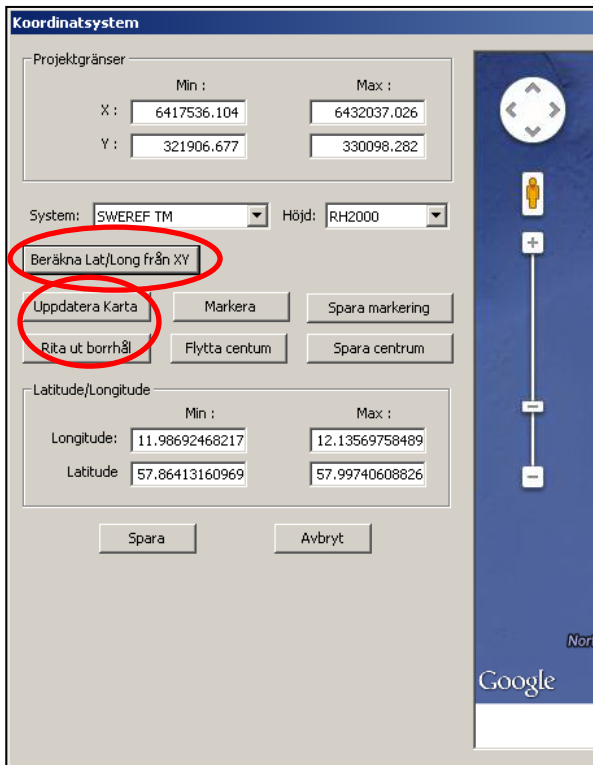 Koordinatsystem
Projektgränser
Min : Max :
X : 6417536.104 6432037.026
Y : 321906.677 330098.282
System: SWEREF TM Höjd: RH2000
Beräkna Lat/Long från XY
Uppdatera Karta Markera Spara markering
Rita ut borrhål Flytta centum Spara centrum
Latitude/Longitude
Min : Max :
Longitude: 11.98692468217 12.13569758489
Latitude 57.86413160969 57.99740608826
Spara Avbryt
Google